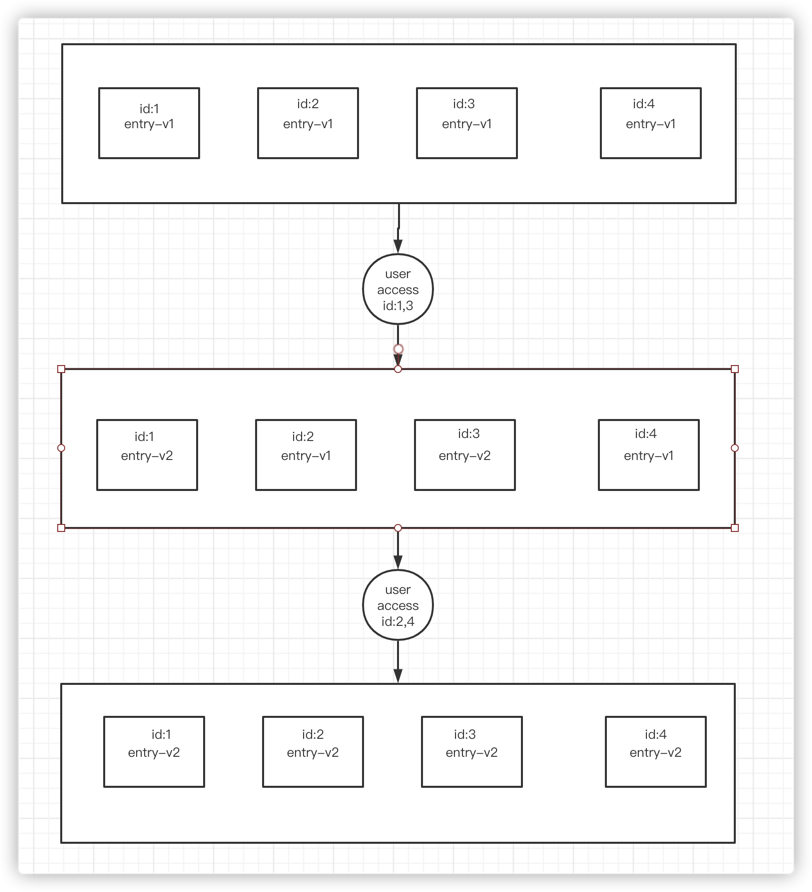 id:1
entry-v1
id:2
entry-v1
id:3
entry-v1
id:4
entry-v1
user
access
id:1,3
id:1
entry-v2
id:2
entry-v1
id:3
entry-v2
id:4
entry-v1
user
access
id:2,4
id:1
entry-v2
id:2
entry-v2
id:3
entry-v2
id:4
entry-v2